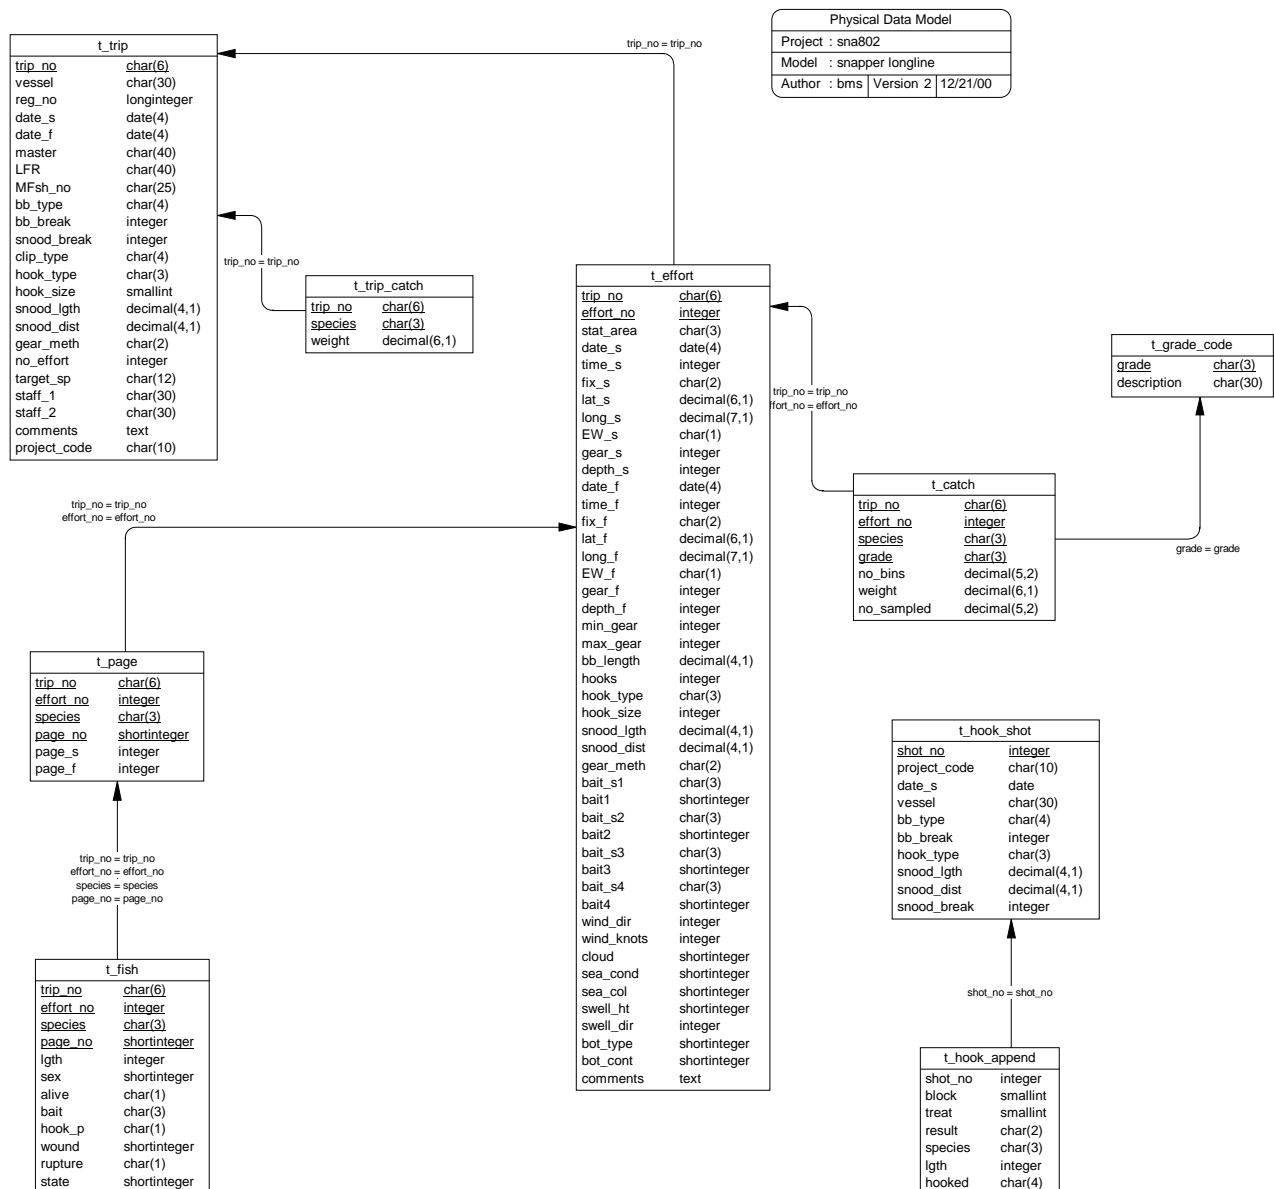 Physical Data Model
Project : sna802
Model : snapper longline
Author : bms Version 2 12/21/00
t_trip
trip_no char(6)
vessel char(30)
reg_no longinteger
date_s date(4)
date_f date(4)
master char(40)
LFR char(40)
MFsh_no char(25)
bb_type char(4)
bb_break integer
snood_break integer
clip_type char(4)
hook_type char(3)
hook_size smallint
snood_lgth decimal(4,1)
snood_dist decimal(4,1)
gear_meth char(2)
no_effort integer
target_sp char(12)
staff_1 char(30)
staff_2 char(30)
comments text
project_code char(10)
trip_no = trip_no
trip_no = trip_no
t_trip_catch
trip_no char(6)
species char(3)
weight decimal(6,1)
t_effort
trip_no char(6)
effort_no integer
stat_area char(3)
date_s date(4)
time_s integer
fix_s char(2)
lat_s decimal(6,1)
long_s decimal(7,1)
EW_s char(1)
gear_s integer
depth_s integer
date_f date(4)
time_f integer
fix_f char(2)
lat_f decimal(6,1)
long_f decimal(7,1)
EW_f char(1)
gear_f integer
depth_f integer
min_gear integer
max_gear integer
bb_length decimal(4,1)
hooks integer
hook_type char(3)
hook_size integer
snood_lgth decimal(4,1)
snood_dist decimal(4,1)
gear_meth char(2)
bait_s1 char(3)
bait1 shortinteger
bait_s2 char(3)
bait2 shortinteger
bait_s3 char(3)
bait3 shortinteger
bait_s4 char(3)
bait4 shortinteger
wind_dir integer
wind_knots integer
cloud shortinteger
sea_cond shortinteger
sea_col shortinteger
swell_ht shortinteger
swell_dir integer
bot_type shortinteger
bot_cont shortinteger
comments text
trip_no = trip_no
ffort_no = effort_no
t_grade_code
grade char(3)
description char(30)
t_catch
trip_no char(6)
effort_no integer
species char(3)
grade char(3)
no_bins decimal(5,2)
weight decimal(6,1)
no_sampled decimal(5,2)
grade = grade
trip_no = trip_no
effort_no = effort_no
t_page
trip_no char(6)
effort_no integer
species char(3)
page_no shortinteger
page_s integer
page_f integer
trip_no = trip_no
effort_no = effort_no
species = species
page_no = page_no
t_fish
trip_no char(6)
effort_no integer
species char(3)
page_no shortinteger
lgth integer
sex shortinteger
alive char(1)
bait char(3)
hook_p char(1)
wound shortinteger
rupture char(1)
state shortinteger
t_hook_shot
shot_no integer
project_code char(10)
date_s date
vessel char(30)
bb_type char(4)
bb_break integer
hook_type char(3)
snood_lgth decimal(4,1)
snood_dist decimal(4,1)
snood_break integer
shot_no = shot_no
t_hook_append
shot_no integer
block smallint
treat smallint
result char(2)
species char(3)
lgth integer
hooked char(4)